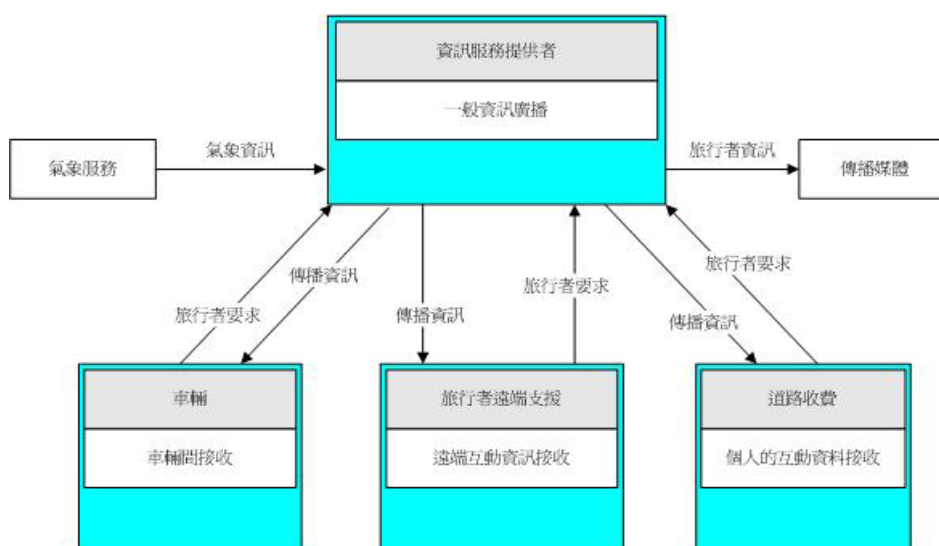 資訊服務提供者
一般資訊廣播
氣象服務
氣象資訊
旅行者資訊
傳播媒體
旅行者要求
傳播資訊
傳播資訊
旅行者要求
傳播資訊
旅行者要求
車輛
車輛間接收
旅行者遠端支援
遠端互動資訊接收
道路收費
個人的互動資料接收